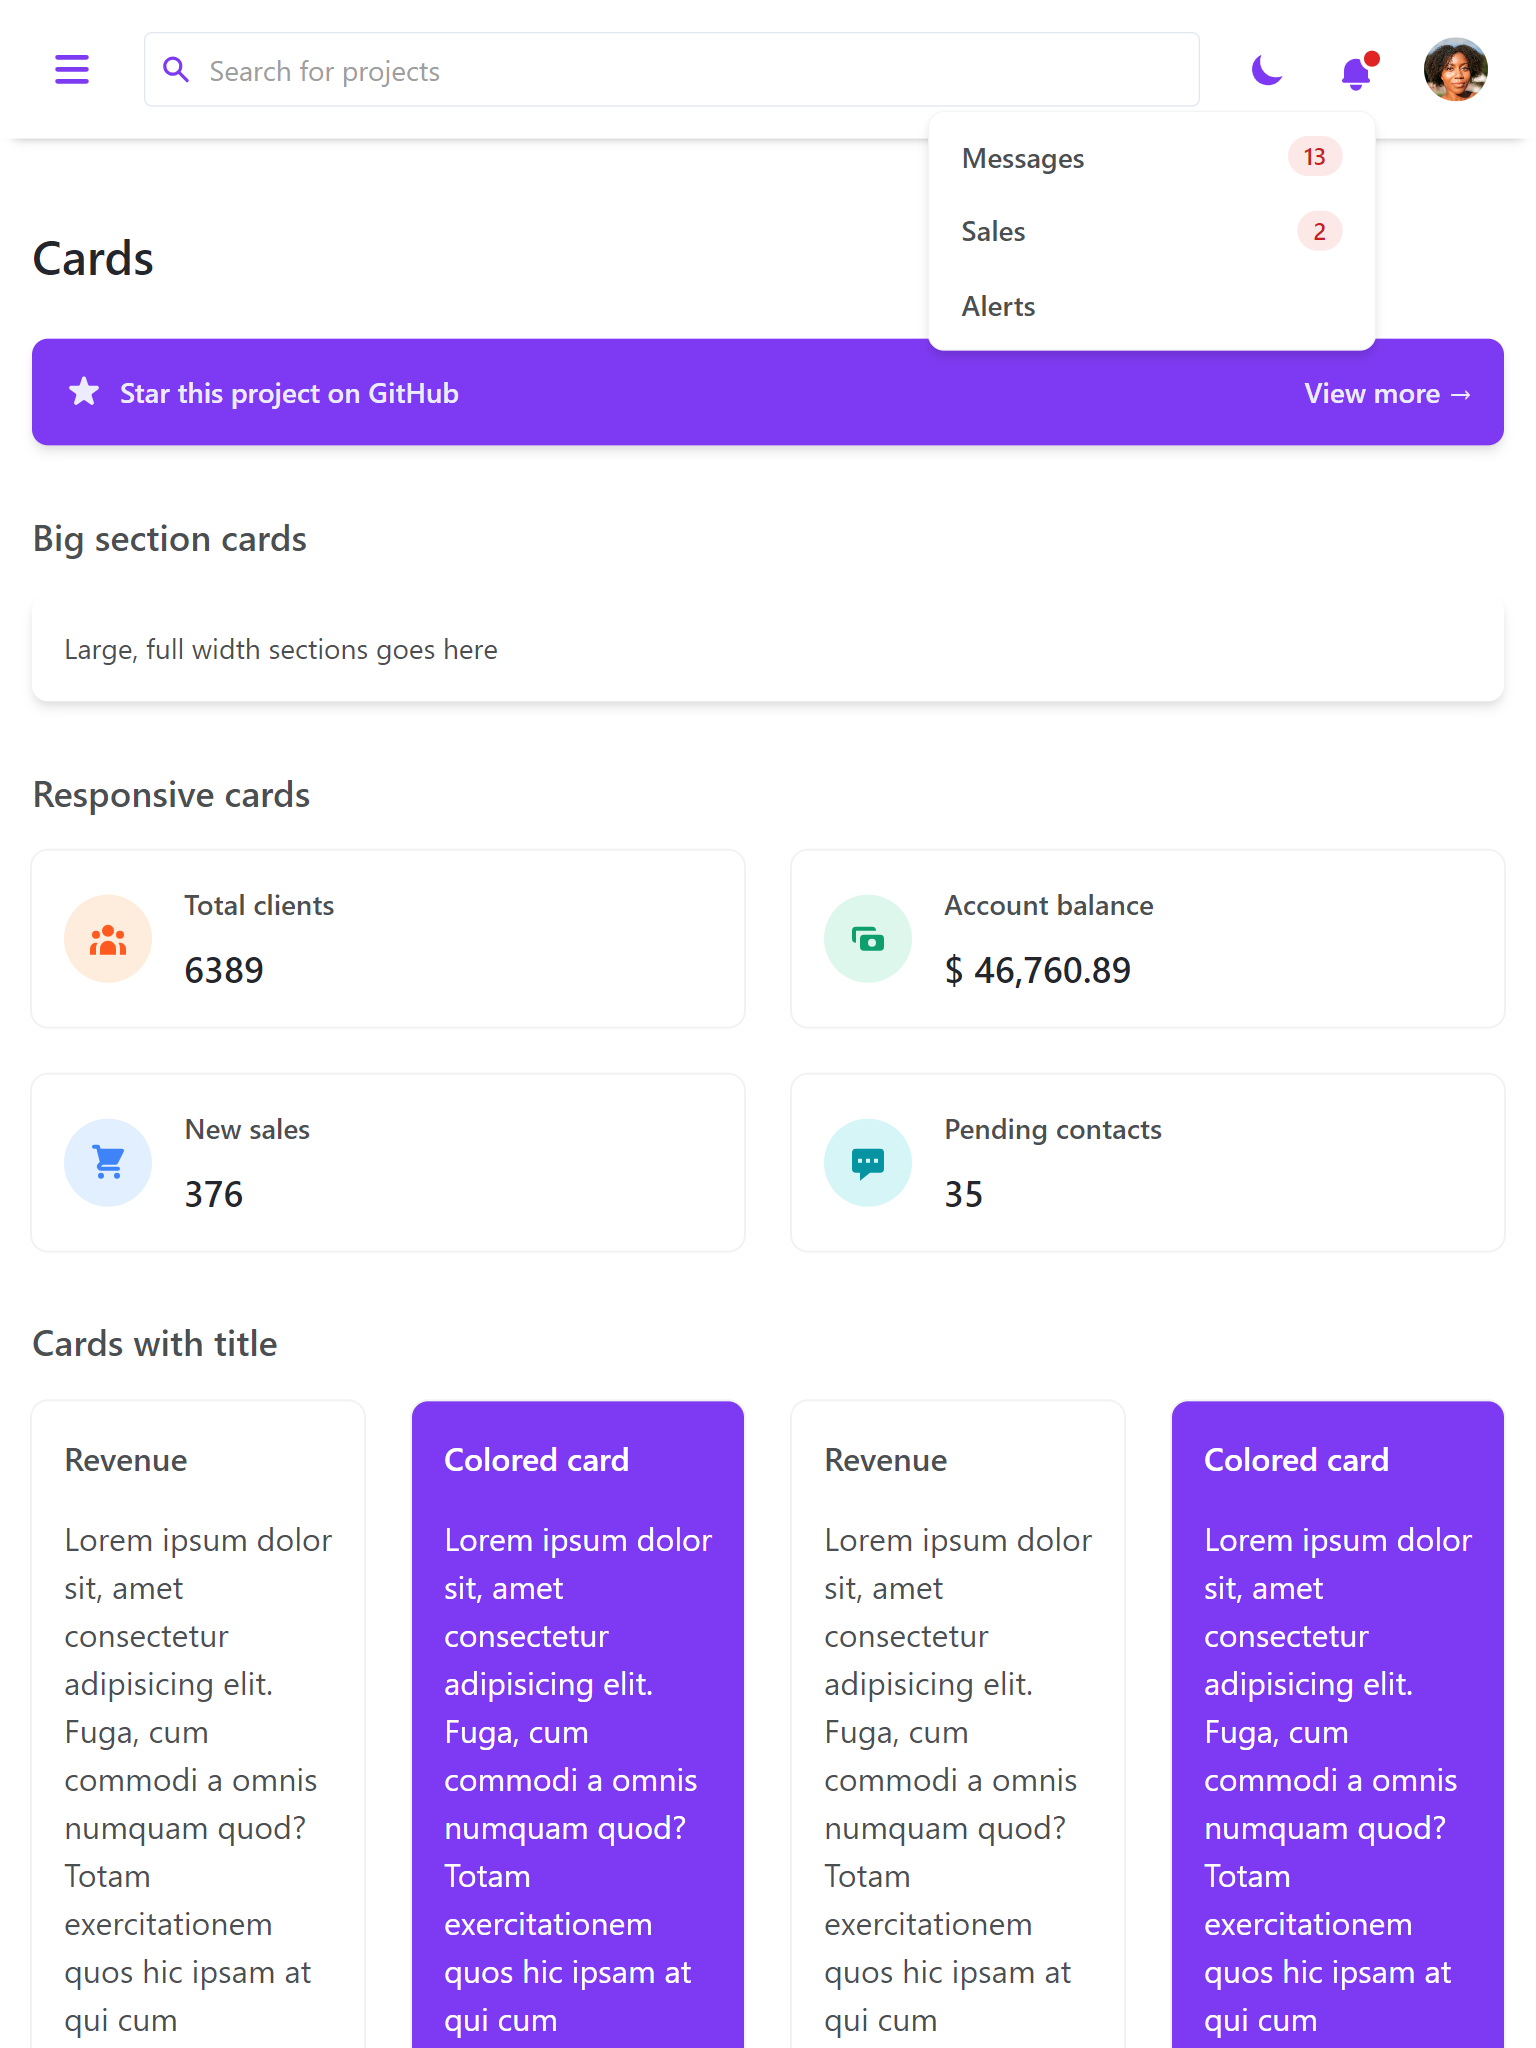 Search for projects
Messages 13
Sales 2
Alerts
Cards
Star this project on GitHub
View more →
Big section cards
Large, full width sections goes here
Responsive cards
Total clients
6389
Account balance
$ 46,760.89
New sales
376
Pending contacts
35
Cards with title
Revenue
Lorem ipsum dolor
sit, amet
consectetur
adipisicing elit.
Fuga, cum
commodi a omnis
numquam quod?
Totam
exercitationem
quos hic ipsam at
qui cum
Colored card
Lorem ipsum dolor
sit, amet
consectetur
adipisicing elit.
Fuga, cum
commodi a omnis
numquam quod?
Totam
exercitationem
quos hic ipsam at
qui cum
Revenue
Lorem ipsum dolor
sit, amet
consectetur
adipisicing elit.
Fuga, cum
commodi a omnis
numquam quod?
Totam
exercitationem
quos hic ipsam at
qui cum
Colored card
Lorem ipsum dolor
sit, amet
consectetur
adipisicing elit.
Fuga, cum
commodi a omnis
numquam quod?
Totam
exercitationem
quos hic ipsam at
qui cum